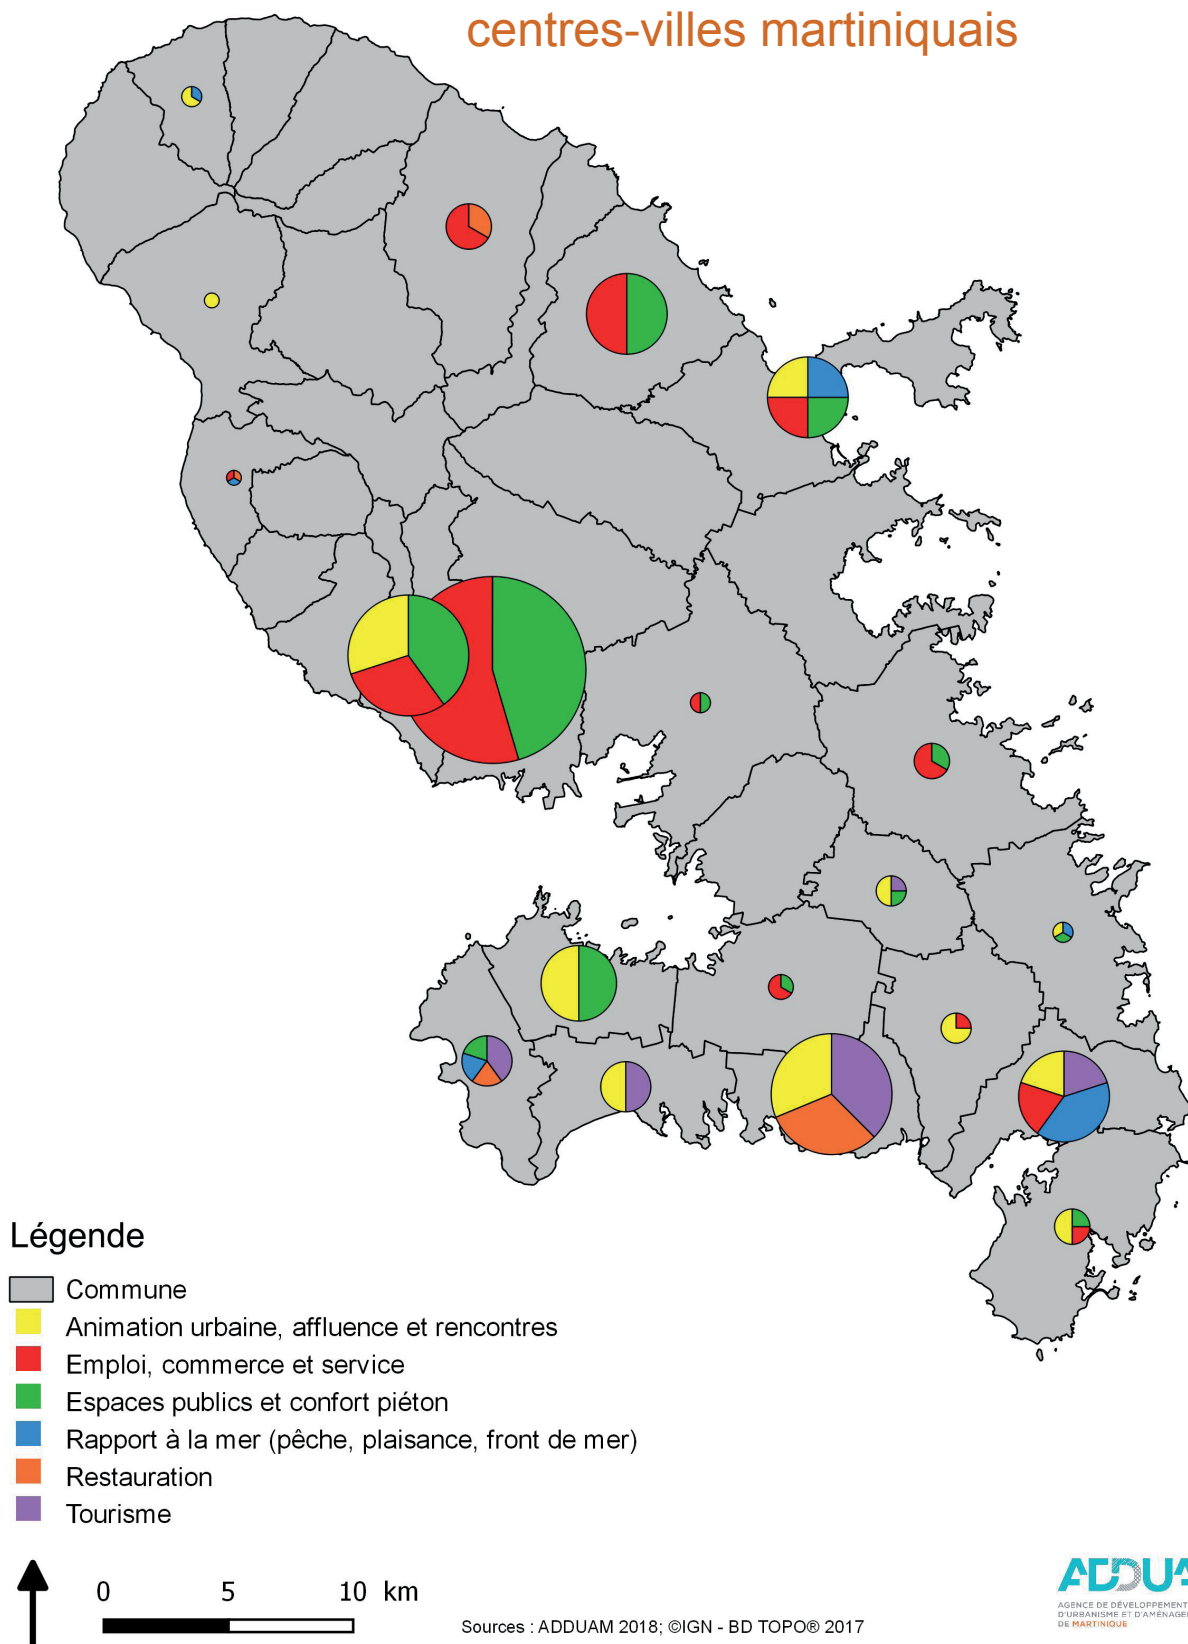 centres-villes martiniquais
Légende
Commune
Animation urbaine, affluence et rencontres
Emploi, commerce et service
Espaces publics et confort piéton
Rapport à la mer (pêche, plaisance, front de mer)
Restauration
Tourisme
0 5 10 km
Sources : ADDUAM 2018; ©IGN - BD TOPO® 2017
ADDUA
AGENCE DE DÉVELOPPEMENT
D'URBANISME ET D'AMÉNAGE
DE MARTINIQUE